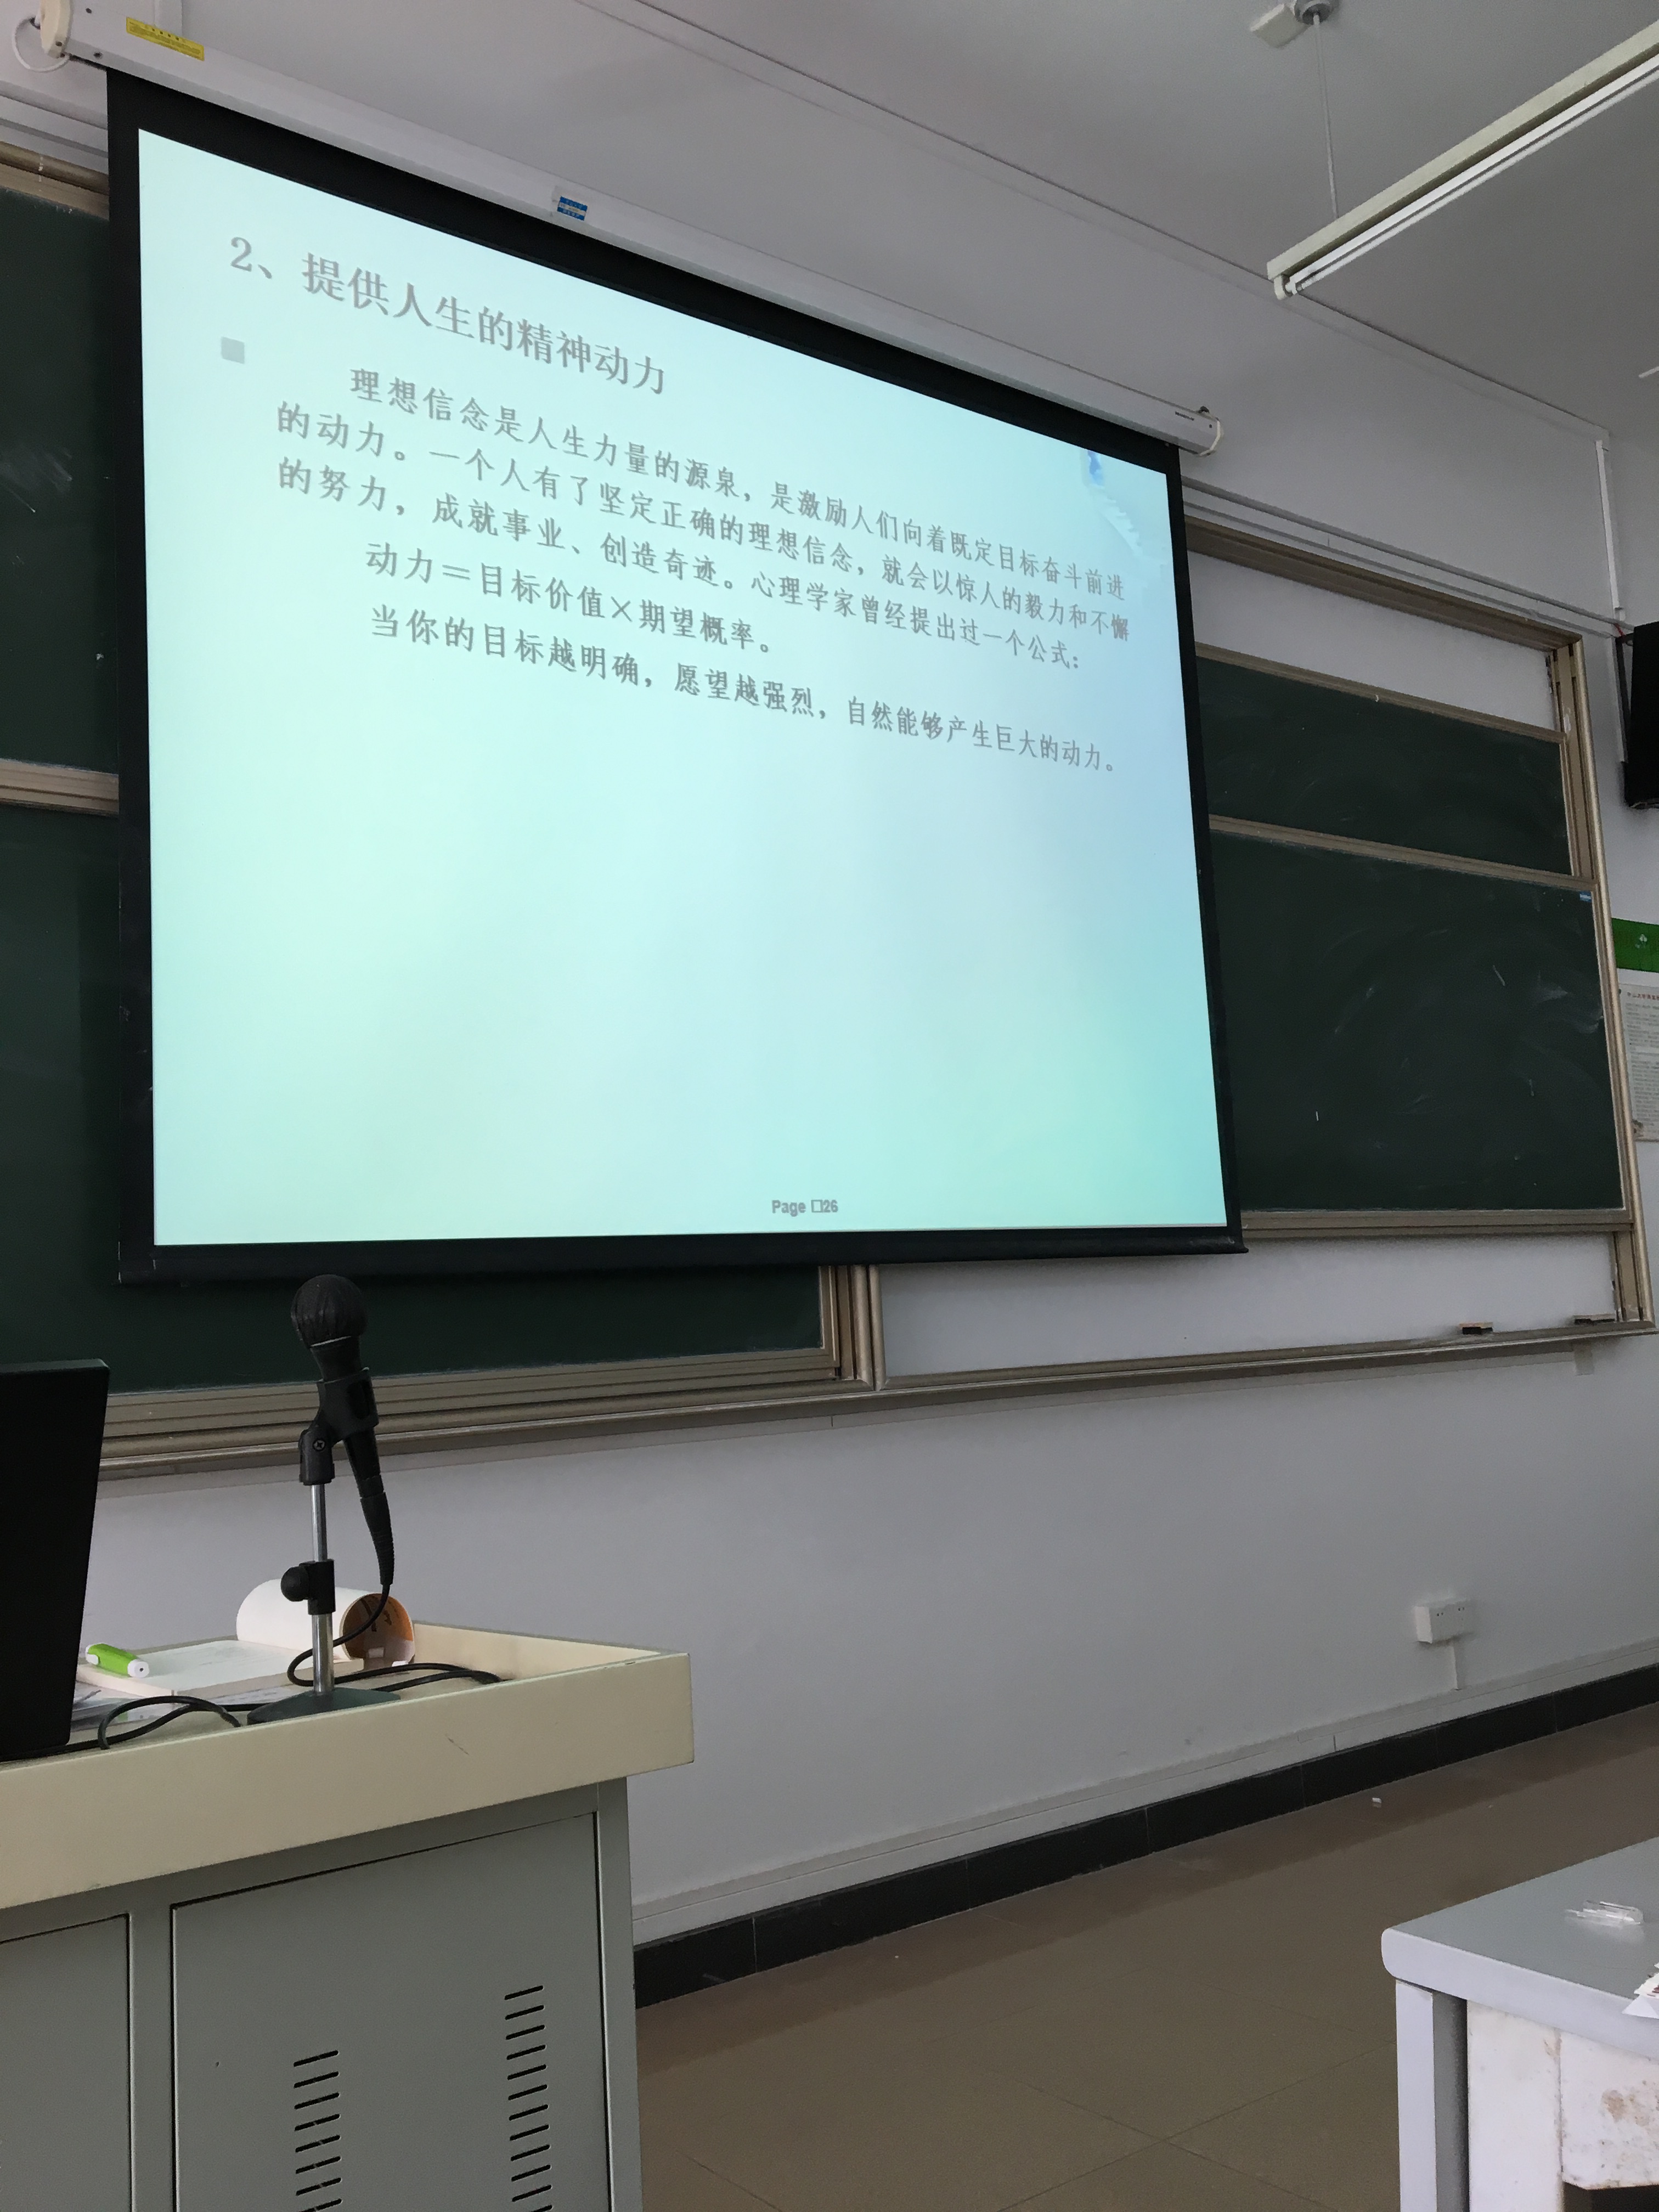 2、提供人生的精神动力
理想信念是人生力量的源泉，是激励人们向着既定目标奋斗前进
的动力。一个人有了坚定正确的理想信念，就会以惊人的毅力和不懈
的努力，成就事业、创造奇迹。心理学家曾经提出过一个公式：
动力＝目标价值×期望概率。
当你的目标越明确，愿望越强烈，自然能够产生巨大的动力。
Page □26